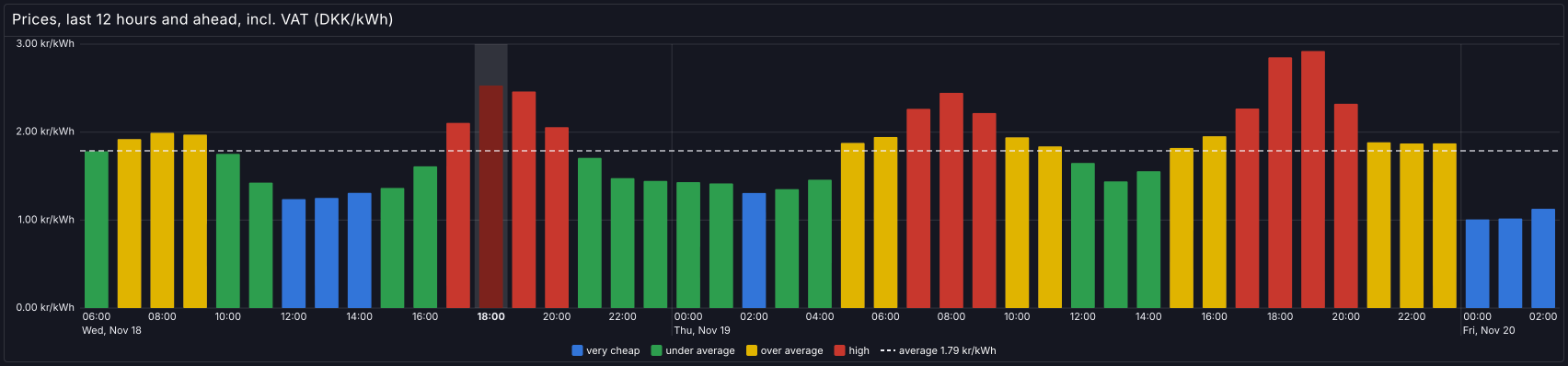 Prices, last 12 hours and ahead, incl. VAT (DKK/kWh)
3.00 kr/kWh
2.00 kr/kWh
1.00 kr/kWh
0.00 kr/kWh
06:00 08:00 10:00 12:00 14:00 16:00 18:00 20:00 22:00 00:00 02:00 04:00 06:00 08:00 10:00 12:00 14:00 16:00 18:00 20:00 22:00 00:00 02:00
Wed, Nov 18 Thu, Nov 19 Fri, Nov 20
very cheap under average over average high average 1.79 kr/kWh